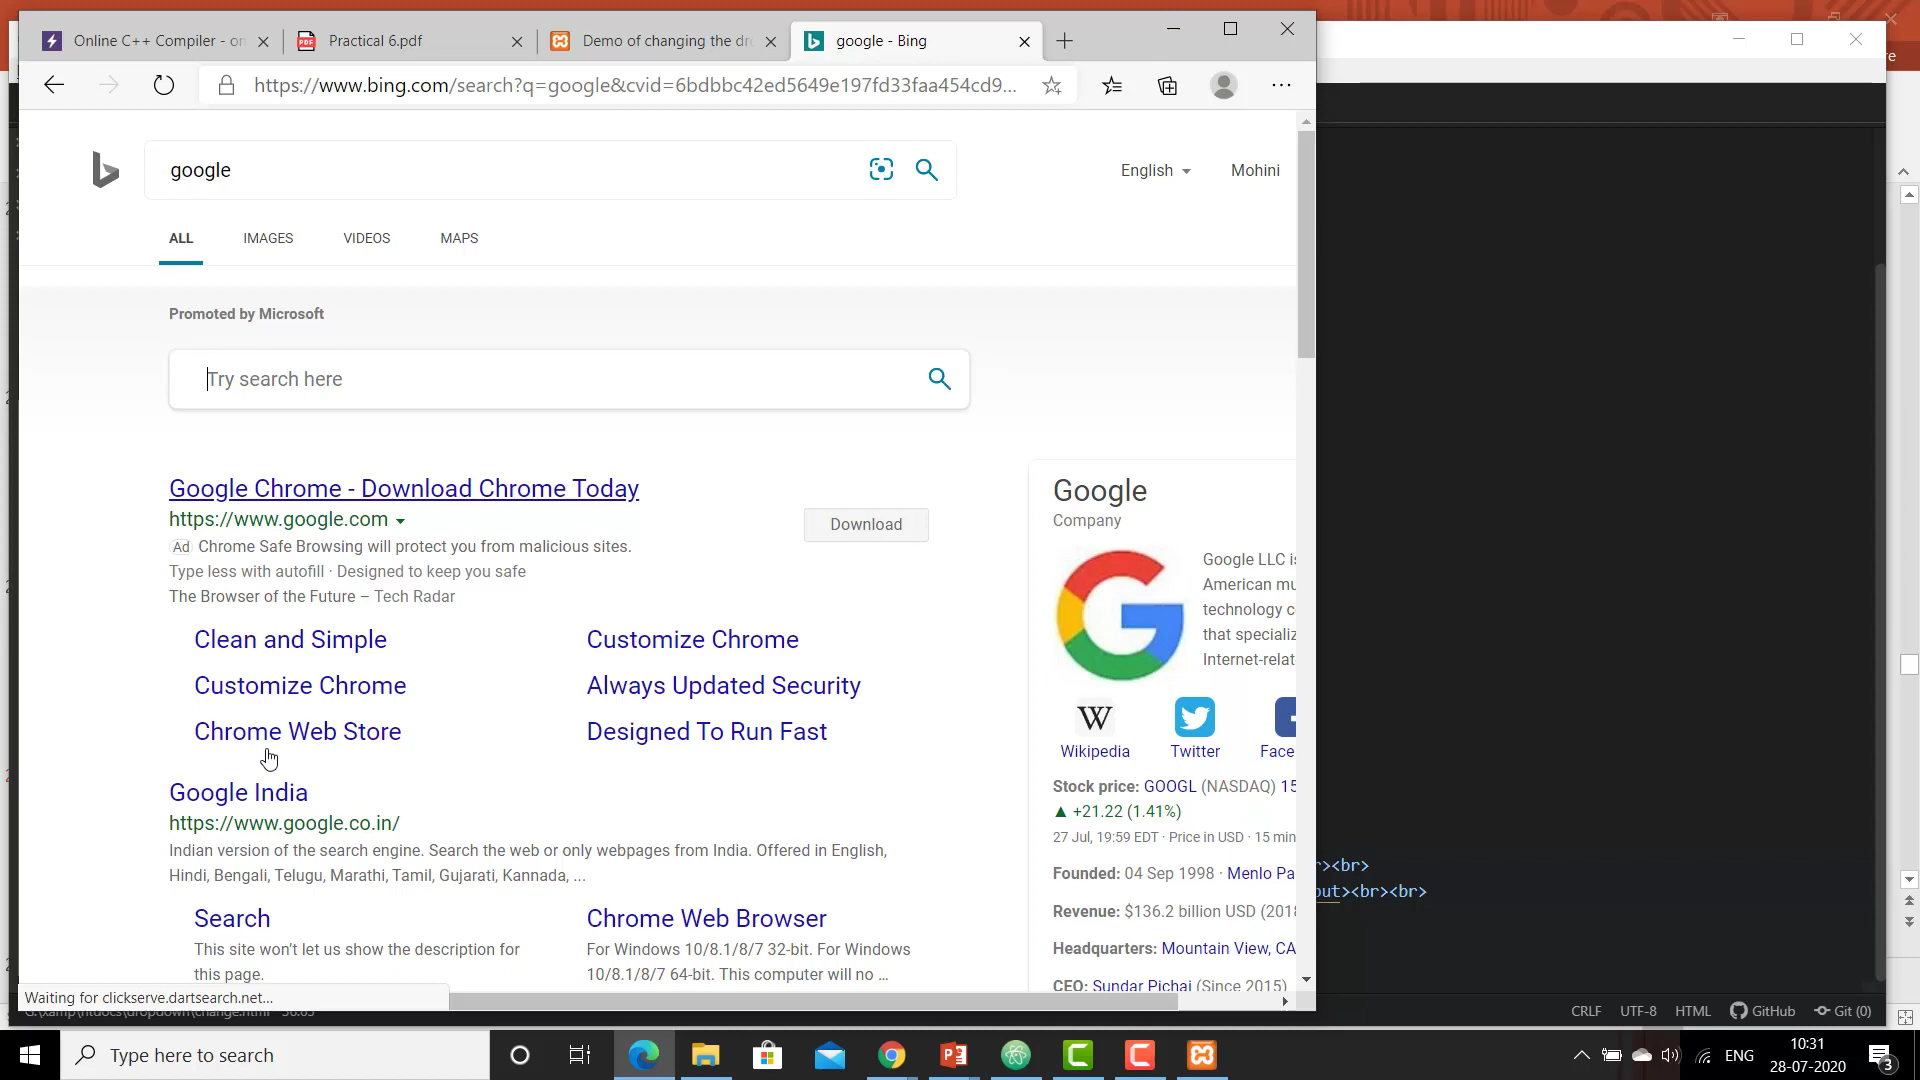 Online C++ Compiler - on
Practical 6.pdf
Demo of changing the dr
google - Bing
https://www.bing.com/search?q=google&cvid=6bdbbc42ed5649e197fd33faa454cd9...
google
English
Mohini
ALL
IMAGES
VIDEOS
MAPS
Promoted by Microsoft
Try search here
Google Chrome - Download Chrome Today
https://www.google.com
Download
Ad Chrome Safe Browsing will protect you from malicious sites.
Type less with autofill · Designed to keep you safe
The Browser of the Future – Tech Radar
Clean and Simple
Customize Chrome
Customize Chrome
Always Updated Security
Chrome Web Store
Designed To Run Fast
Google India
https://www.google.co.in/
Indian version of the search engine. Search the web or only webpages from India. Offered in English,
Hindi, Bengali, Telugu, Marathi, Tamil, Gujarati, Kannada, ...
Search
Chrome Web Browser
This site won't let us show the description for
this page.
For Windows 10/8.1/8/7 32-bit. For Windows
10/8.1/8/7 64-bit. This computer will no ...
Google
Company
Google LLC is
American mu
technology c
that specializ
Internet-relat
Wikipedia
Twitter
Face
Stock price: GOOGL (NASDAQ) 15
▲ +21.22 (1.41%)
27 Jul, 19:59 EDT · Price in USD · 15 min
Founded: 04 Sep 1998 · Menlo Pa
Revenue: $136.2 billion USD (2018
Headquarters: Mountain View, CA
CEO: Sundar Pichai (Since 2015)
Waiting for clickserve.dartsearch.net...
r><br>
out><br><br>
CRLF
UTF-8
HTML
GitHub
Git (0)
Type here to search
ENG
10:31
28-07-2020
3